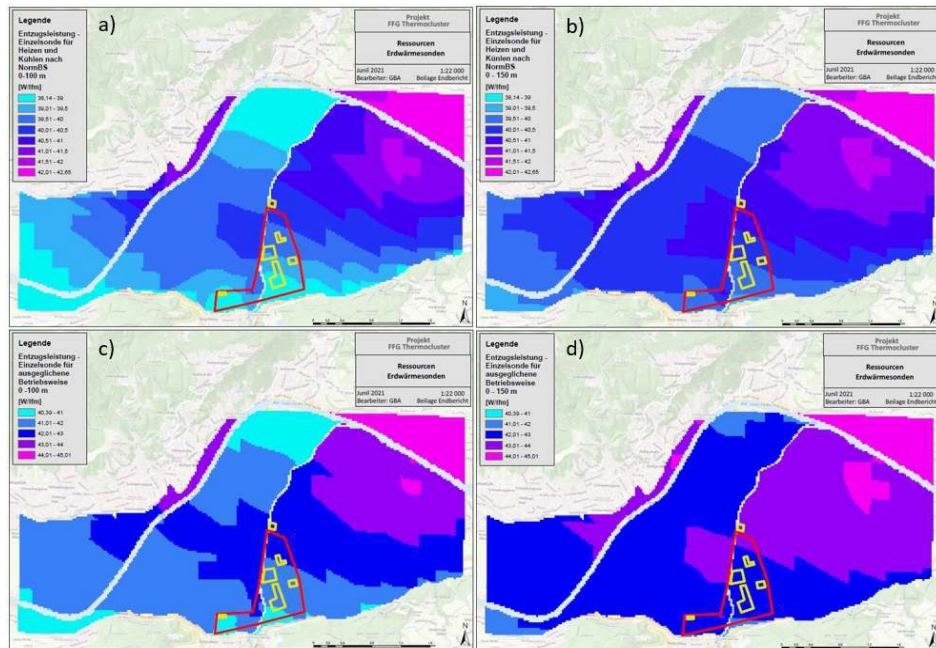 a)
Legende
Entzugsleistung -
Einzelsonde für
Heizen und
Kühlen nach
NormBS
0-100 m
[W/lfm]
39,14 - 39
39,01 - 39,5
39,51 - 40
40,01 - 40,5
40,51 - 41
41,01 - 41,5
41,51 - 42
42,01 - 42,65
Projekt
FFG Thermocluster
Ressourcen
Erdwärmesonden
Junil 2021 1:22 000
Bearbeiter: GBA Beilage Endbericht
N
b)
Legende
Entzugsleistung -
Einzelsonde für
Heizen und
Kühlen nach
NormBS
0 - 150 m
[W/lfm]
39,14 - 39
39,01 - 39,5
39,51 - 40
40,01 - 40,5
40,51 - 41
41,01 - 41,5
41,51 - 42
42,01 - 42,65
Projekt
FFG Thermocluster
Ressourcen
Erdwärmesonden
Junil 2021 1:22 000
Bearbeiter: GBA Beilage Endbericht
N
c)
Legende
Entzugsleistung -
Einzelsonde für
ausgeglichene
Betriebsweise
0 -100 m
[W/lfm]
40,39 - 41
41,01 - 42
42,01 - 43
43,01 - 44
44,01 - 45,01
Projekt
FFG Thermocluster
Ressourcen
Erdwärmesonden
Junil 2021 1:22 000
Bearbeiter: GBA Beilage Endbericht
N
d)
Legende
Entzugsleistung -
Einzelsonde für
ausgeglichene
Betriebsweise
0 - 150 m
[W/lfm]
40,39 - 41
41,01 - 42
42,01 - 43
43,01 - 44
44,01 - 45,01
Projekt
FFG Thermocluster
Ressourcen
Erdwärmesonden
Junil 2021 1:22 000
Bearbeiter: GBA Beilage Endbericht
N